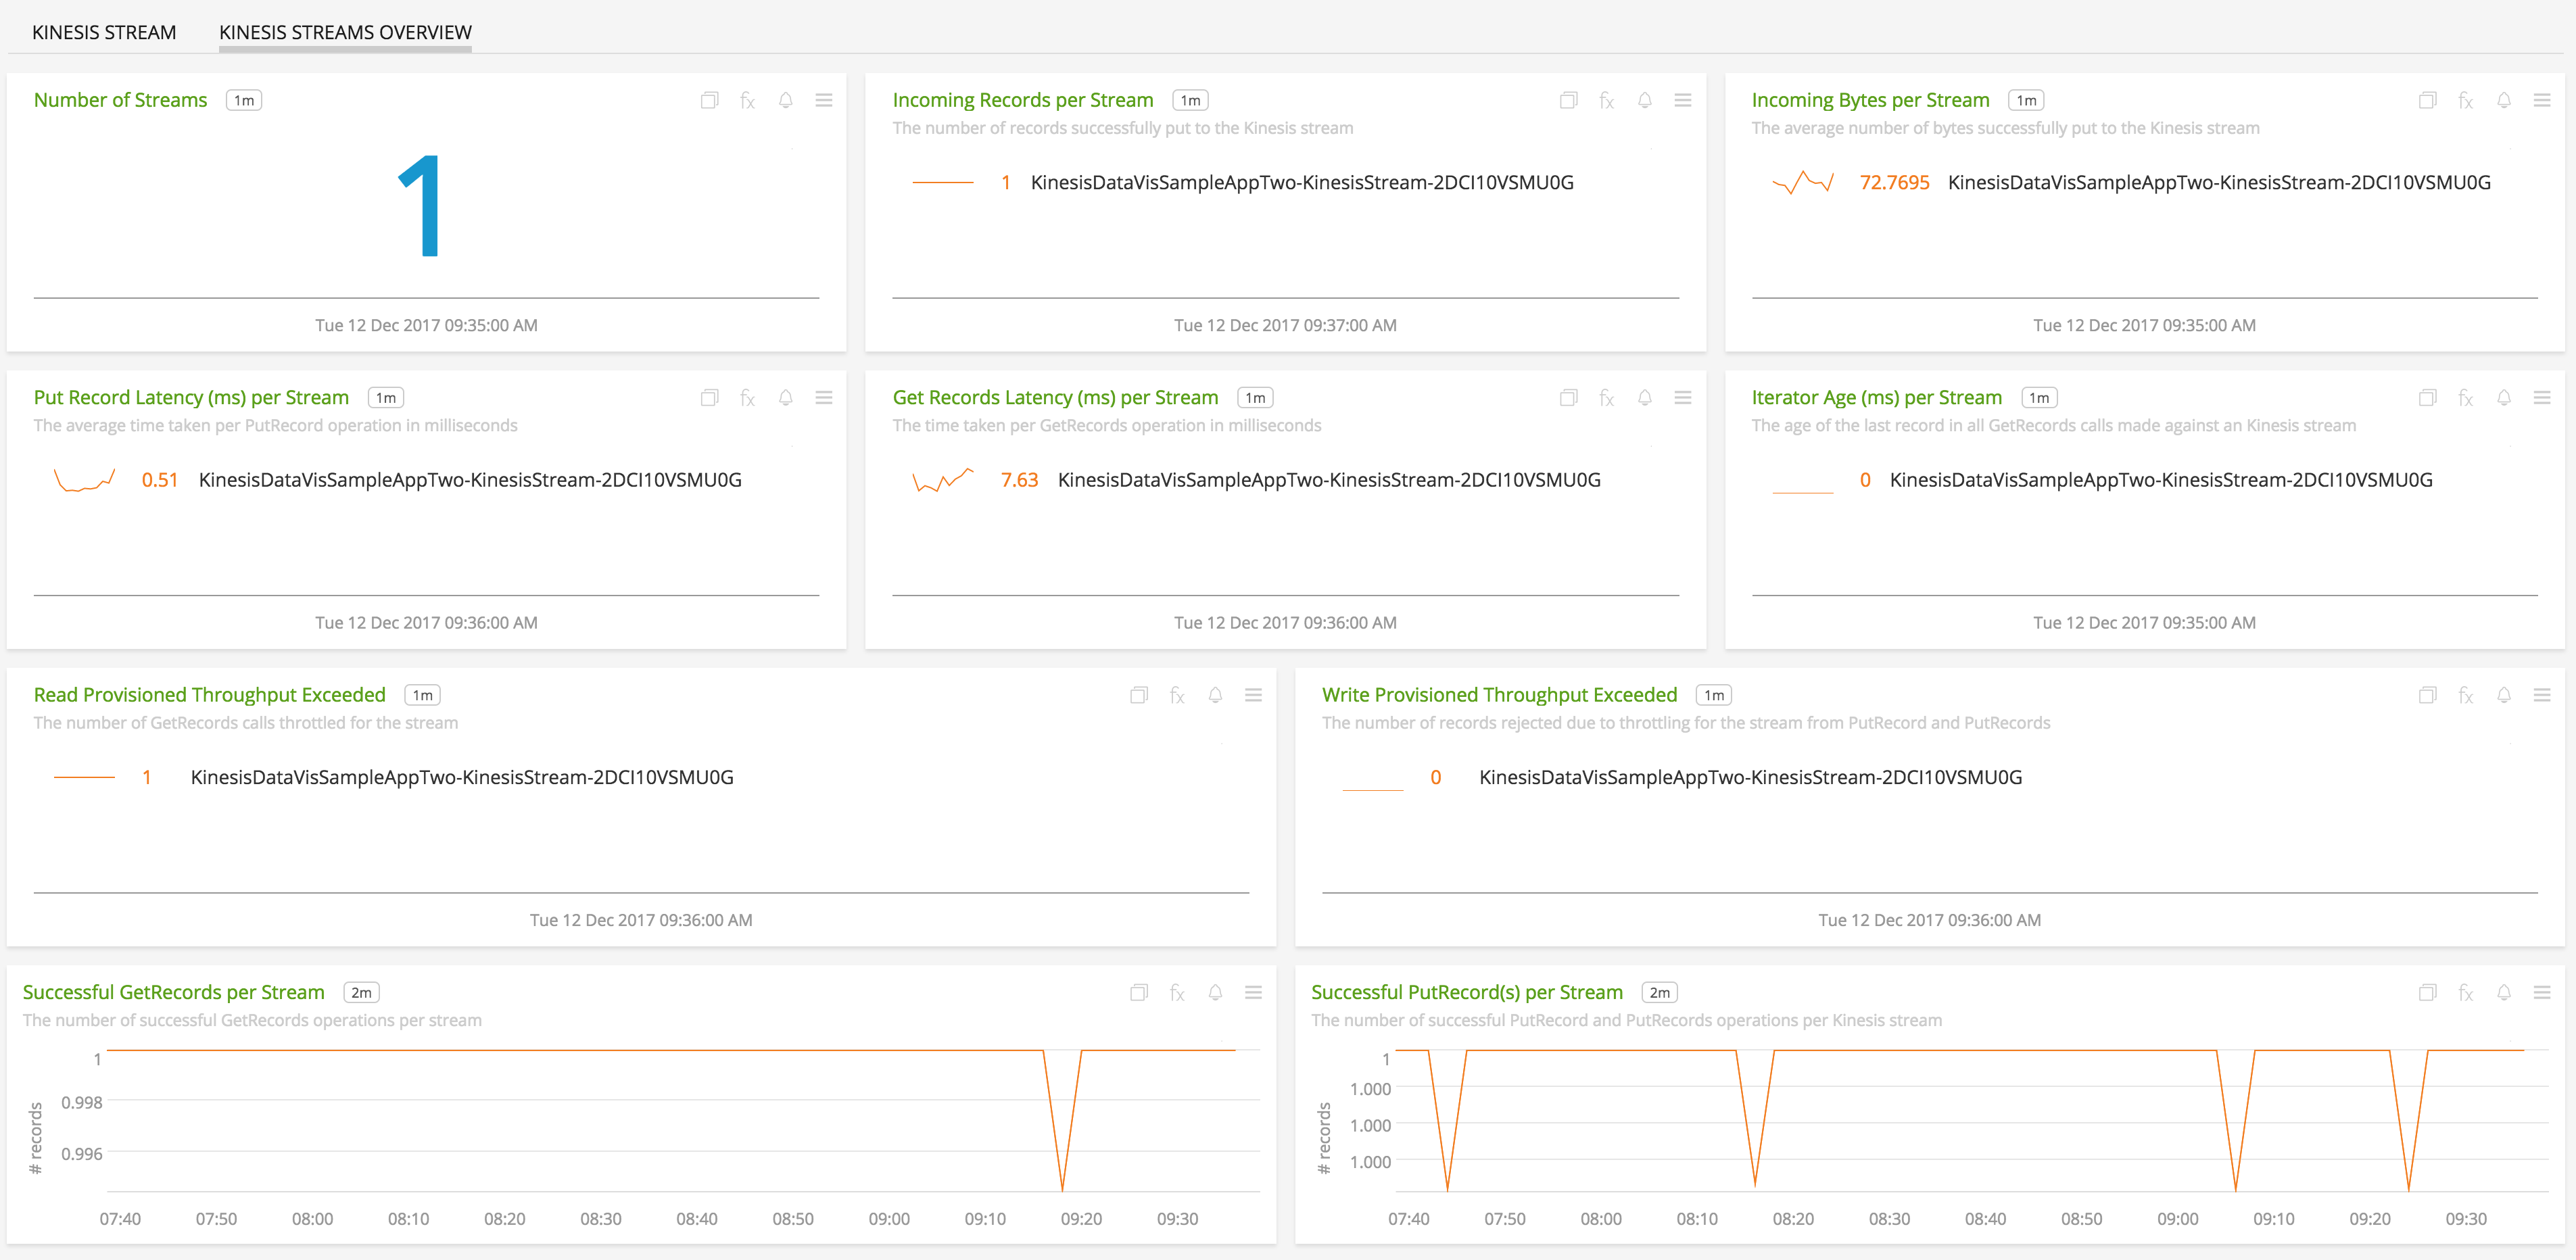 KINESIS STREAM KINESIS STREAMS OVERVIEW
Number of Streams 1m
1
Tue 12 Dec 2017 09:35:00 AM
Incoming Records per Stream 1m
The number of records successfully put to the Kinesis stream
1 KinesisDataVisSampleAppTwo-KinesisStream-2DCI10VSMU0G
Tue 12 Dec 2017 09:37:00 AM
Incoming Bytes per Stream 1m
The average number of bytes successfully put to the Kinesis stream
72.7695 KinesisDataVisSampleAppTwo-KinesisStream-2DCI10VSMU0G
Tue 12 Dec 2017 09:35:00 AM
Put Record Latency (ms) per Stream 1m
The average time taken per PutRecord operation in milliseconds
0.51 KinesisDataVisSampleAppTwo-KinesisStream-2DCI10VSMU0G
Tue 12 Dec 2017 09:36:00 AM
Get Records Latency (ms) per Stream 1m
The time taken per GetRecords operation in milliseconds
7.63 KinesisDataVisSampleAppTwo-KinesisStream-2DCI10VSMU0G
Tue 12 Dec 2017 09:36:00 AM
Iterator Age (ms) per Stream 1m
The age of the last record in all GetRecords calls made against an Kinesis stream
0 KinesisDataVisSampleAppTwo-KinesisStream-2DCI10VSMU0G
Tue 12 Dec 2017 09:35:00 AM
Read Provisioned Throughput Exceeded 1m
The number of GetRecords calls throttled for the stream
1 KinesisDataVisSampleAppTwo-KinesisStream-2DCI10VSMU0G
Tue 12 Dec 2017 09:36:00 AM
Write Provisioned Throughput Exceeded 1m
The number of records rejected due to throttling for the stream from PutRecord and PutRecords
0 KinesisDataVisSampleAppTwo-KinesisStream-2DCI10VSMU0G
Tue 12 Dec 2017 09:36:00 AM
Successful GetRecords per Stream 2m
The number of successful GetRecords operations per stream
# records
1
0.998
0.996
07:40 07:50 08:00 08:10 08:20 08:30 08:40 08:50 09:00 09:10 09:20 09:30
Successful PutRecord(s) per Stream 2m
The number of successful PutRecord and PutRecords operations per Kinesis stream
# records
1
1.000
1.000
1.000
07:40 07:50 08:00 08:10 08:20 08:30 08:40 08:50 09:00 09:10 09:20 09:30